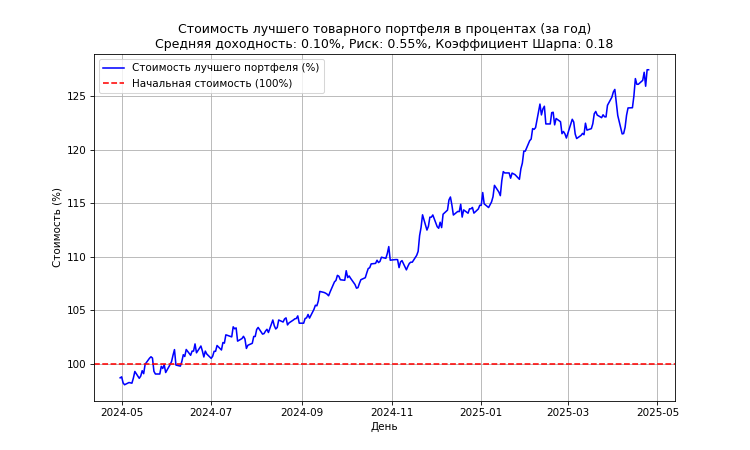 Стоимость лучшего товарного портфеля в процентах (за год)
Средняя доходность: 0.10%, Риск: 0.55%, Коэффициент Шарпа: 0.18
Стоимость лучшего портфеля (%)
Начальная стоимость (100%)
Стоимость (%)
125
120
115
110
105
100
2024-05
2024-07
2024-09
2024-11
2025-01
2025-03
2025-05
День